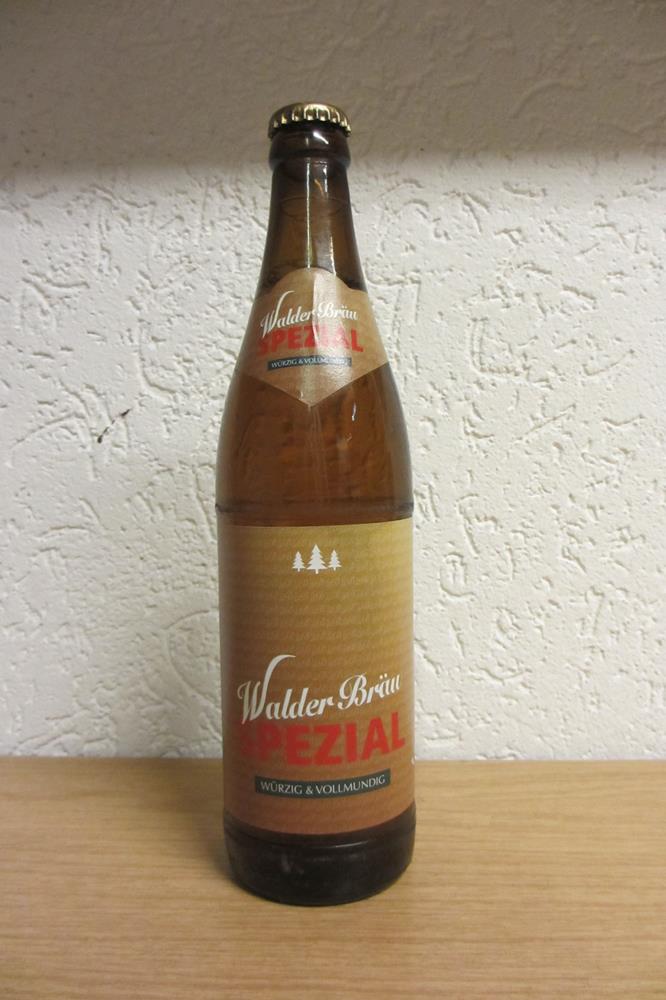 Walder Bräu
SPEZIAL
WÜRZIG & VOLLMUNDIG
Walder Bräu
SPEZIAL
WÜRZIG & VOLLMUNDIG